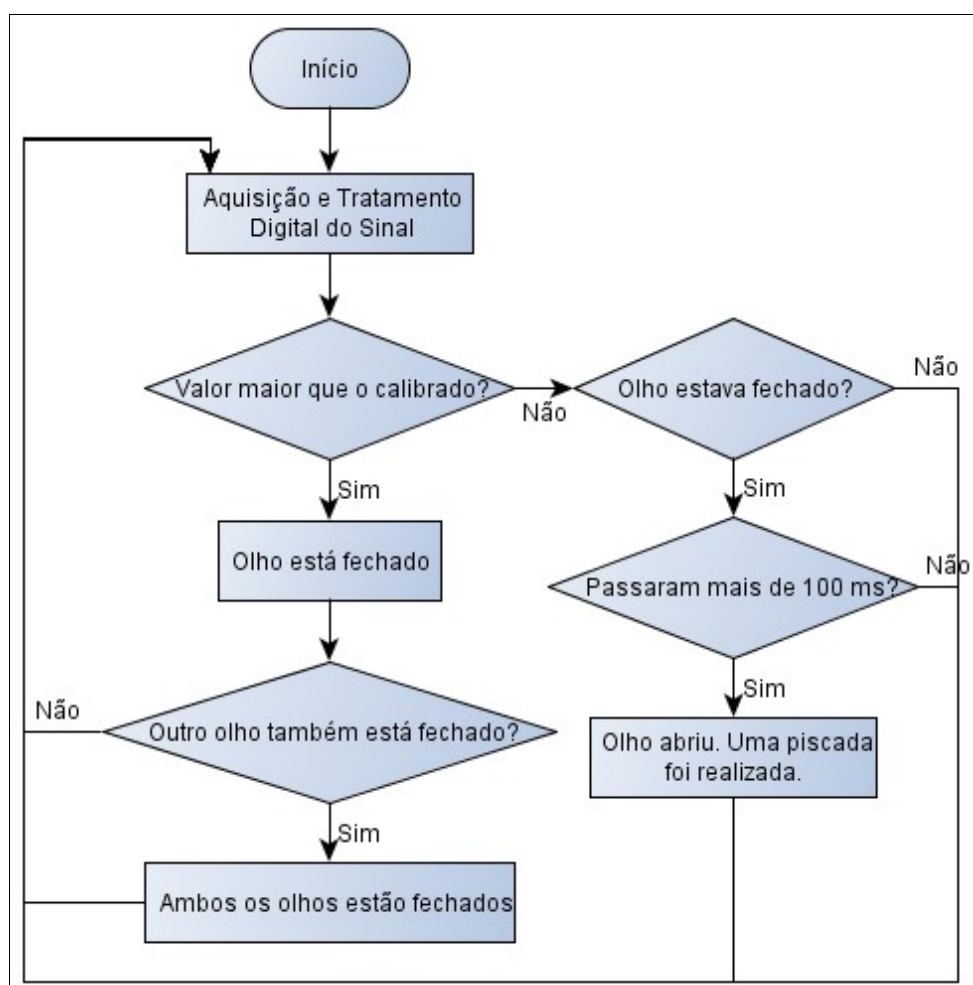 Início
Aquisição e Tratamento
Digital do Sinal
Valor maior que o calibrado?
Não
Olho estava fechado?
Não
Sim
Sim
Olho está fechado
Passaram mais de 100 ms?
Não
Sim
Não
Outro olho também está fechado?
Olho abriu. Uma piscada
foi realizada.
Sim
Ambos os olhos estão fechados